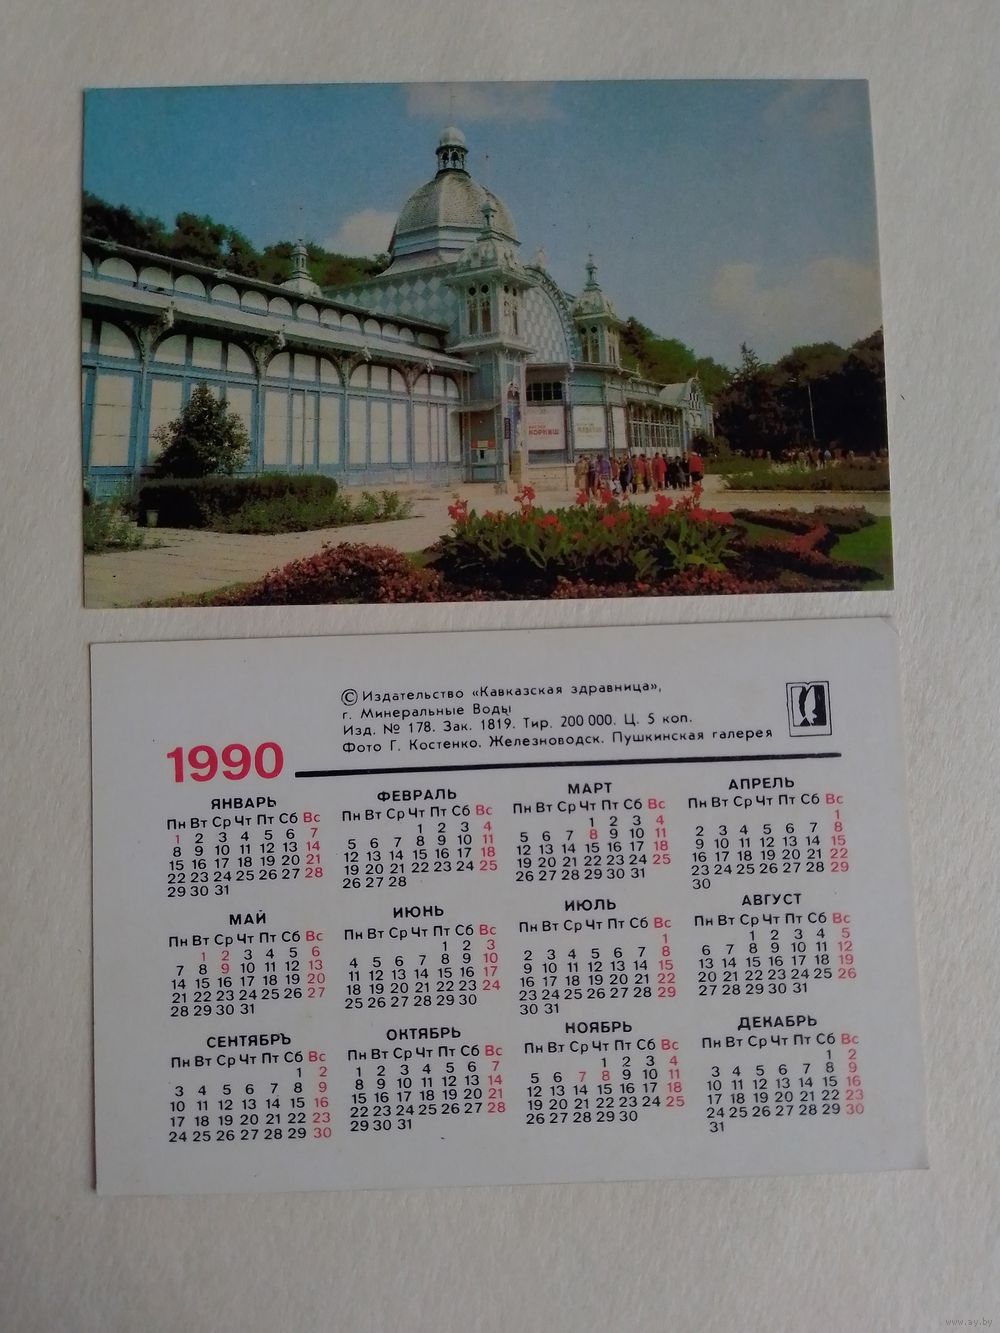 КОРНИШ
© Издательство «Кавказская здравница»,
г. Минеральные Воды
Изд. № 178. Зак. 1819. Тир. 200 000. Ц. 5 коп.
Фото Г. Костенко. Железноводск. Пушкинская галерея
1990
ЯНВАРЬ
Пн Вт Ср Чт Пт Сб Вс
1 2 3 4 5 6 7
8 9 10 11 12 13 14
15 16 17 18 19 20 21
22 23 24 25 26 27 28
29 30 31
ФЕВРАЛЬ
Пн Вт Ср Чт Пт Сб Вс
1 2 3 4
5 6 7 8 9 10 11
12 13 14 15 16 17 18
19 20 21 22 23 24 25
26 27 28
МАРТ
Пн Вт Ср Чт Пт Сб Вс
1 2 3 4
5 6 7 8 9 10 11
12 13 14 15 16 17 18
19 20 21 22 23 24 25
26 27 28 29 30 31
АПРЕЛЬ
Пн Вт Ср Чт Пт Сб Вс
1
2 3 4 5 6 7 8
9 10 11 12 13 14 15
16 17 18 19 20 21 22
23 24 25 26 27 28 29
30
МАЙ
Пн Вт Ср Чт Пт Сб Вс
1 2 3 4 5 6
7 8 9 10 11 12 13
14 15 16 17 18 19 20
21 22 23 24 25 26 27
28 29 30 31
ИЮНЬ
Пн Вт Ср Чт Пт Сб Вс
1 2 3
4 5 6 7 8 9 10
11 12 13 14 15 16 17
18 19 20 21 22 23 24
25 26 27 28 29 30
ИЮЛЬ
Пн Вт Ср Чт Пт Сб Вс
1
2 3 4 5 6 7 8
9 10 11 12 13 14 15
16 17 18 19 20 21 22
23 24 25 26 27 28 29
30 31
АВГУСТ
Пн Вт Ср Чт Пт Сб Вс
1 2 3 4 5
6 7 8 9 10 11 12
13 14 15 16 17 18 19
20 21 22 23 24 25 26
27 28 29 30 31
СЕНТЯБРЪ
Пн Вт Ср Чт Пт Сб Вс
1 2
3 4 5 6 7 8 9
10 11 12 13 14 15 16
17 18 19 20 21 22 23
24 25 26 27 28 29 30
ОКТЯБРЬ
Пн Вт Ср Чт Пт Сб Вс
1 2 3 4 5 6 7
8 9 10 11 12 13 14
15 16 17 18 19 20 21
22 23 24 25 26 27 28
29 30 31
НОЯБРЬ
Пн Вт Ср Чт Пт Сб Вс
1 2 3 4
5 6 7 8 9 10 11
12 13 14 15 16 17 18
19 20 21 22 23 24 25
26 27 28 29 30
ДЕКАБРЬ
Пн Вт Ср Чт Пт Сб Вс
1 2
3 4 5 6 7 8 9
10 11 12 13 14 15 16
17 18 19 20 21 22 23
24 25 26 27 28 29 30
31
www.ay.by